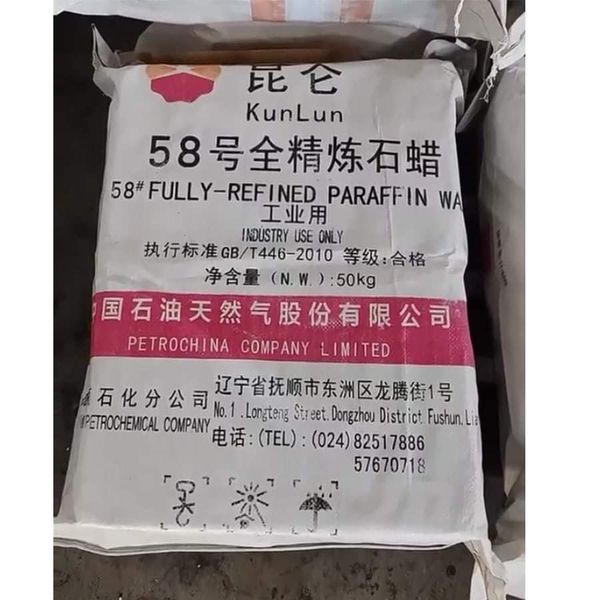 昆仑
KunLun
58号全精炼石蜡
58# FULLY-REFINED PARAFFIN WA
工业用
INDUSTRY USE ONLY
执行标准GB/T446-2010 等级:合格
净含量 (N.W.):50kg
国石油天然气股份有限公司
PETROCHINA COMPANY LIMITED
石化分公司
PETROCHEMICAL COMPANY
辽宁省抚顺市东洲区龙腾街1号
No.1.Longteng Street.Dongzhou District.Fushun.Lia
电话:(TEL):(024)82517886
57670718